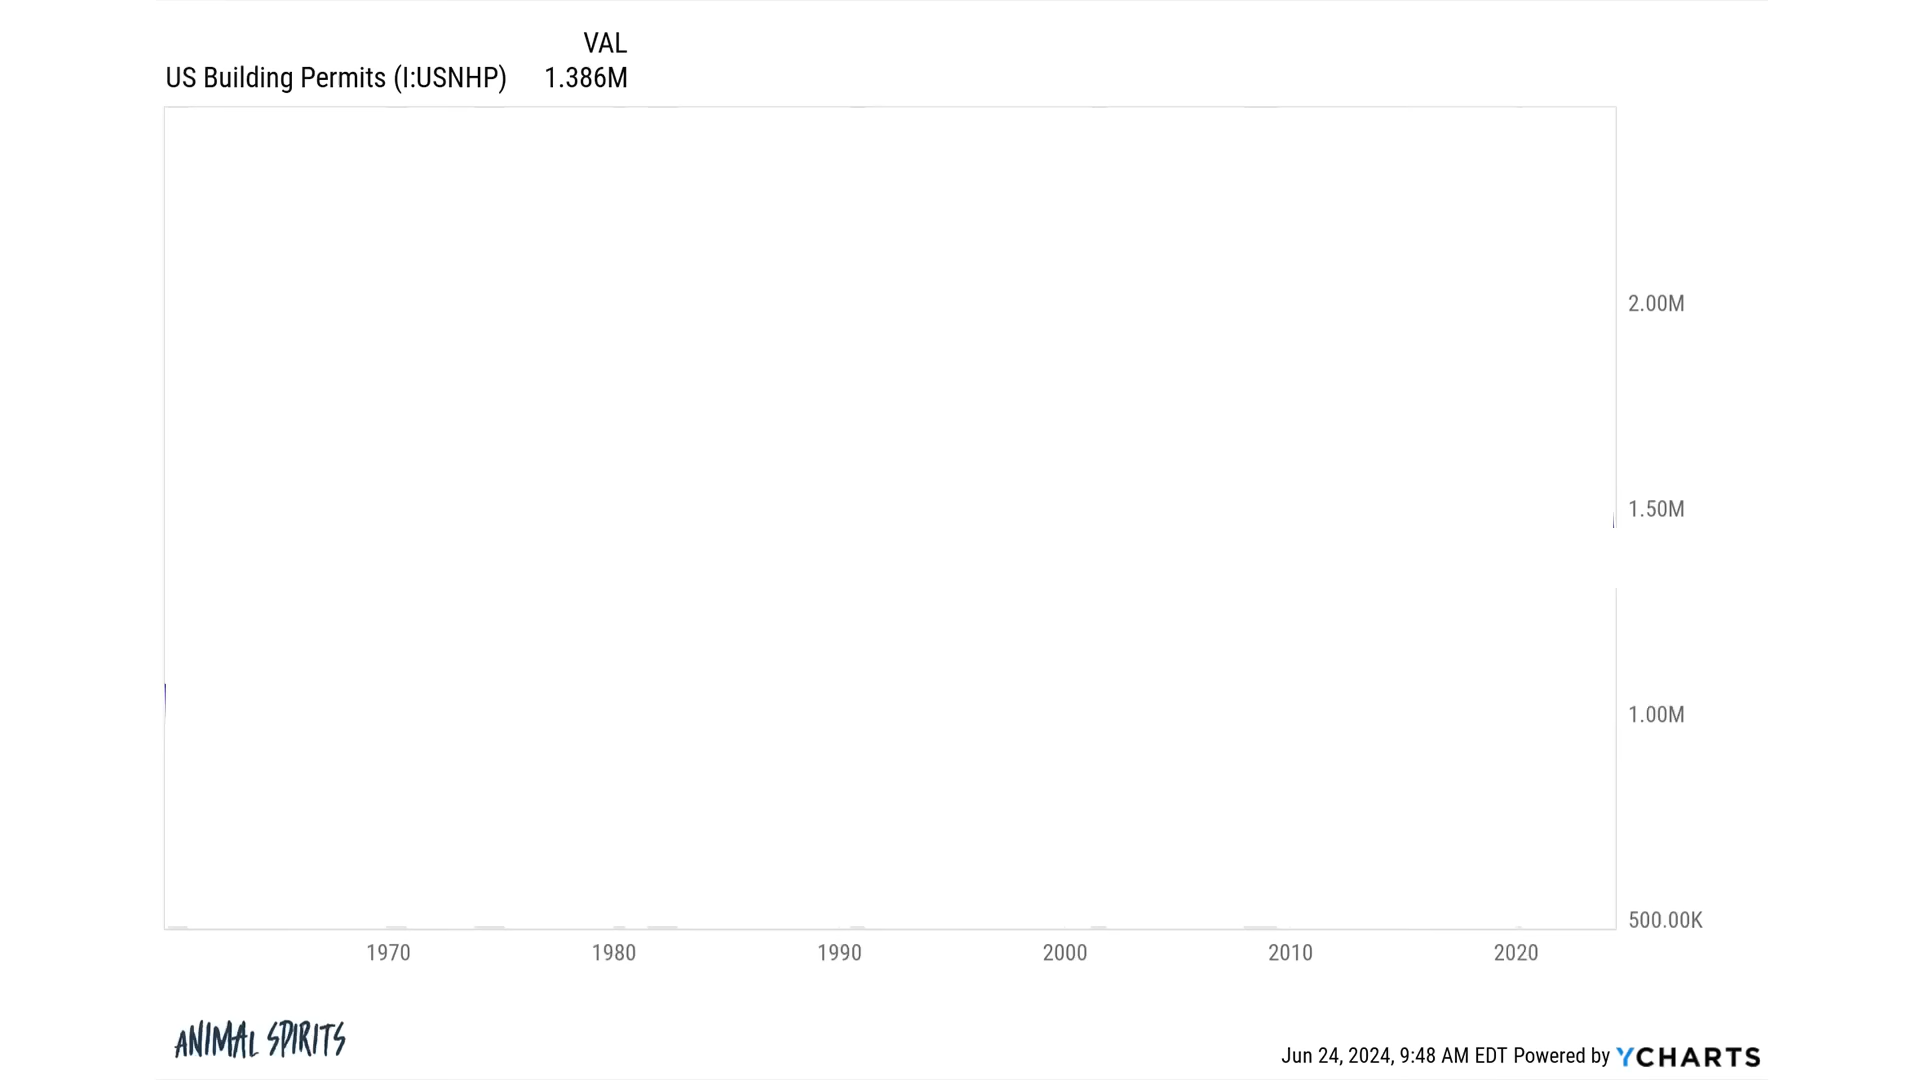 VAL
US Building Permits (I:USNHP) 1.386M
2.00M
1.50M
1.00M
500.00K
1970 1980 1990 2000 2010 2020
ANIMAL SPIRITS
Jun 24, 2024, 9:48 AM EDT Powered by YCHARTS